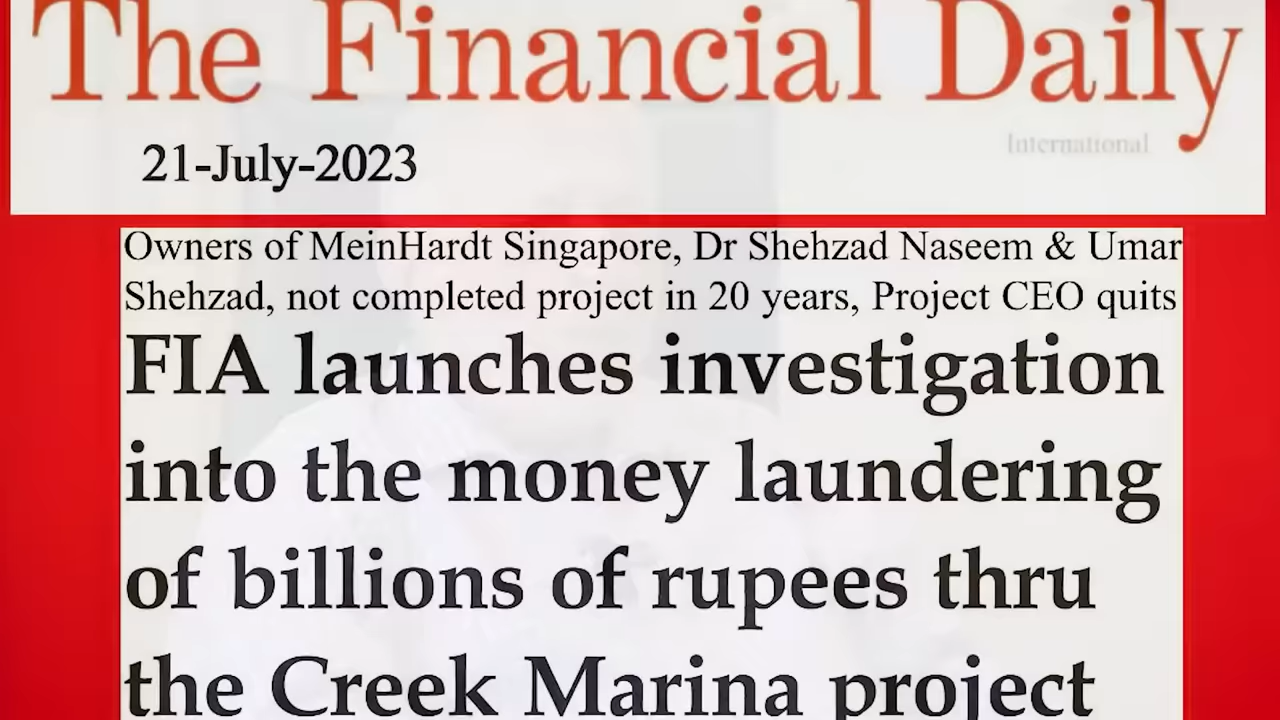 The Financial Daily
International
21-July-2023
Owners of MeinHardt Singapore, Dr Shehzad Naseem & Umar
Shehzad, not completed project in 20 years, Project CEO quits
FIA launches investigation
into the money laundering
of billions of rupees thru
the Creek Marina project